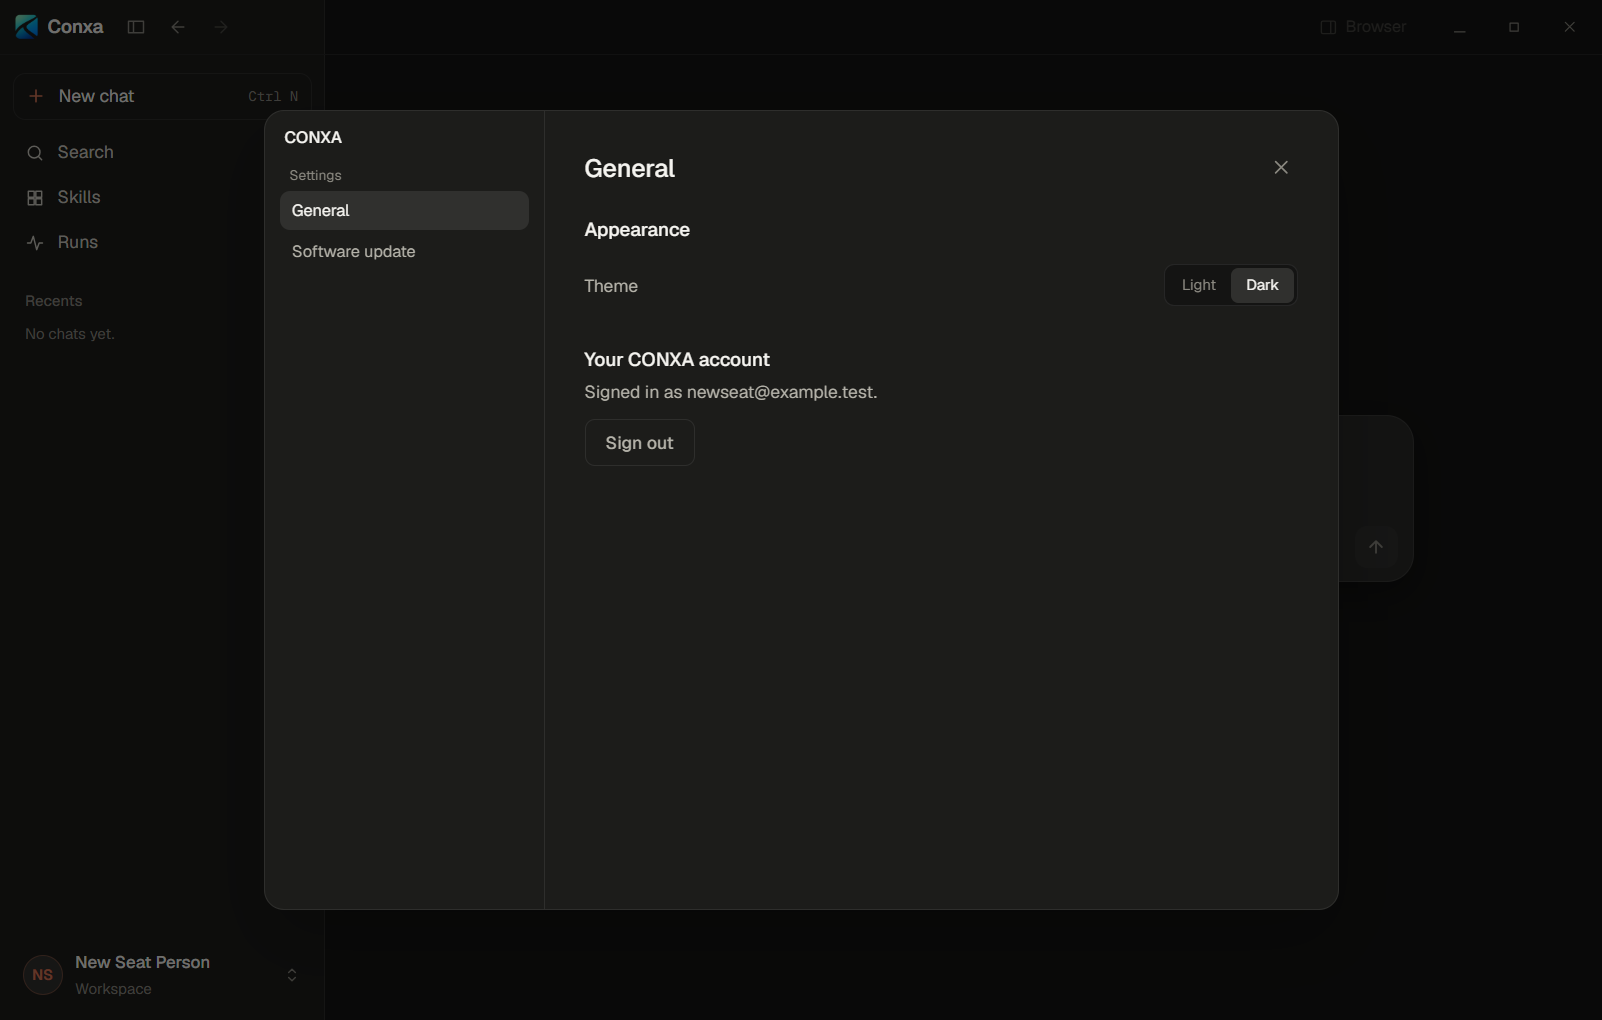 Conxa
Browser
New chat
Ctrl N
Search
Skills
Runs
Recents
No chats yet.
New Seat Person
Workspace
NS
CONXA
Settings
General
Software update
General
Appearance
Theme
Light
Dark
Your CONXA account
Signed in as newseat@example.test.
Sign out